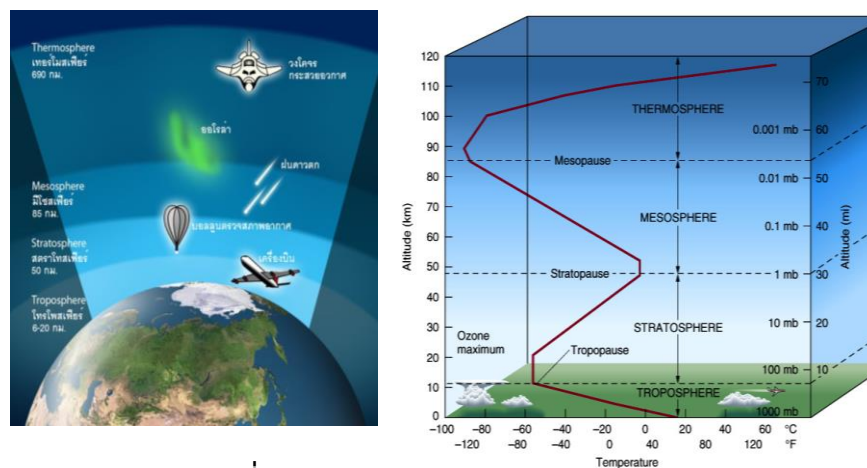 Thermosphere
เทอร์โมสเฟียร์
690 กม.
วงโคจร
กระสวยอวกาศ
ออโรล่า
ฝนดาวตก
Mesosphere
มีโซสเฟียร์
85 กม.
บอลลูนตรวจสภาพอากาศ
Stratosphere
สตราโทสเฟียร์
50 กม.
เครื่องบิน
Troposphere
โทรโพสเฟียร์
6-20 กม.
120
110
100
90
80
70
60
50
40
30
20
10
0
Altitude (km)
THERMOSPHERE
Mesopause
MESOSPHERE
Stratopause
STRATOSPHERE
Ozone
maximum
Tropopause
TROPOSPHERE
0.001 mb
0.01 mb
0.1 mb
1 mb
10 mb
100 mb
1000 mb
70
60
50
40
30
20
10
Altitude (mi)
–100 –80 –60 –40 –20 0 20 40 60 °C
–120 –80 –40 0 40 80 120 °F
Temperature